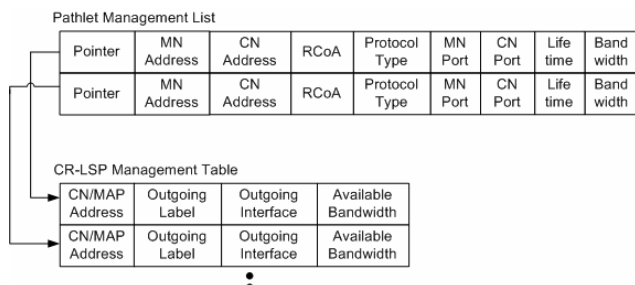 Pathlet Management List
Pointer MN Address CN Address RCoA Protocol Type MN Port CN Port Life time Band width
Pointer MN Address CN Address RCoA Protocol Type MN Port CN Port Life time Band width
CR-LSP Management Table
CN/MAP Address Outgoing Label Outgoing Interface Available Bandwidth
CN/MAP Address Outgoing Label Outgoing Interface Available Bandwidth